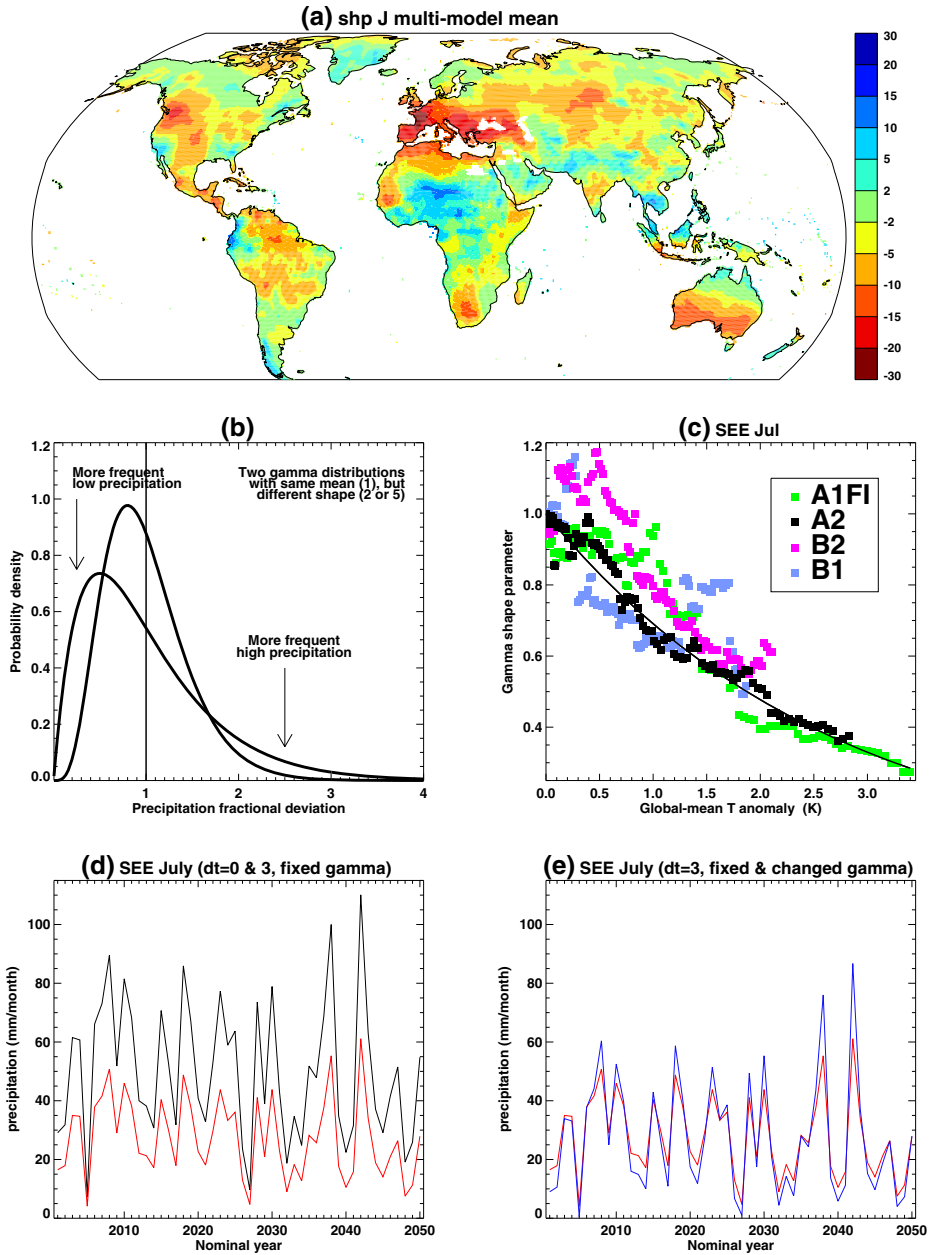 (a) shp J multi-model mean
30
20
15
10
5
2
-2
-5
-10
-15
-20
-30
(b)
1.2
1.0
0.8
0.6
0.4
0.2
0.0
Probability density
More frequent
low precipitation
Two gamma distributions
with same mean (1), but
different shape (2 or 5)
More frequent
high precipitation
1
2
3
4
Precipitation fractional deviation
(c) SEE Jul
1.2
1.0
0.8
0.6
0.4
Gamma shape parameter
A1FI
A2
B2
B1
0.0
0.5
1.0
1.5
2.0
2.5
3.0
Global-mean T anomaly (K)
(d) SEE July (dt=0 & 3, fixed gamma)
100
80
60
40
20
0
precipitation (mm/month)
2010
2020
2030
2040
2050
Nominal year
(e) SEE July (dt=3, fixed & changed gamma)
100
80
60
40
20
0
precipitation (mm/month)
2010
2020
2030
2040
2050
Nominal year